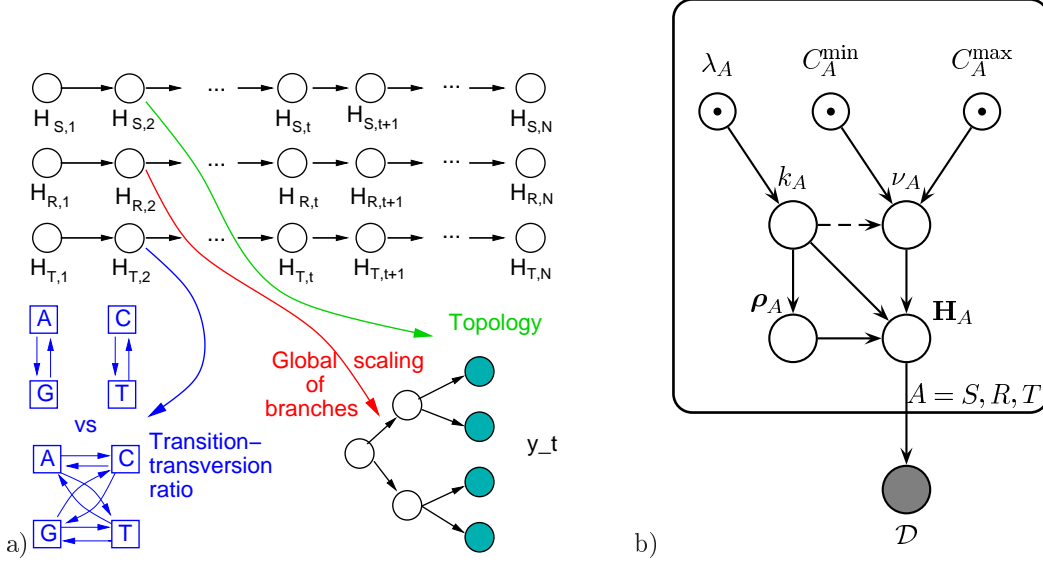 ... ...
H S,1 H S,2 H S,t H S,t+1 H S,N
... ...
H R,1 H R,2 H R,t H R,t+1 H R,N
... ...
H T,1 H T,2 H T,t H T,t+1 H T,N
A C
G T
vs
A C
G T
Transition−
transversion
ratio
Global scaling
of
branches
Topology
y_t
a)
λ_A C_A^min C_A^max
k_A ν_A
ρ_A H_A
A = S, R, T
𝒟
b)